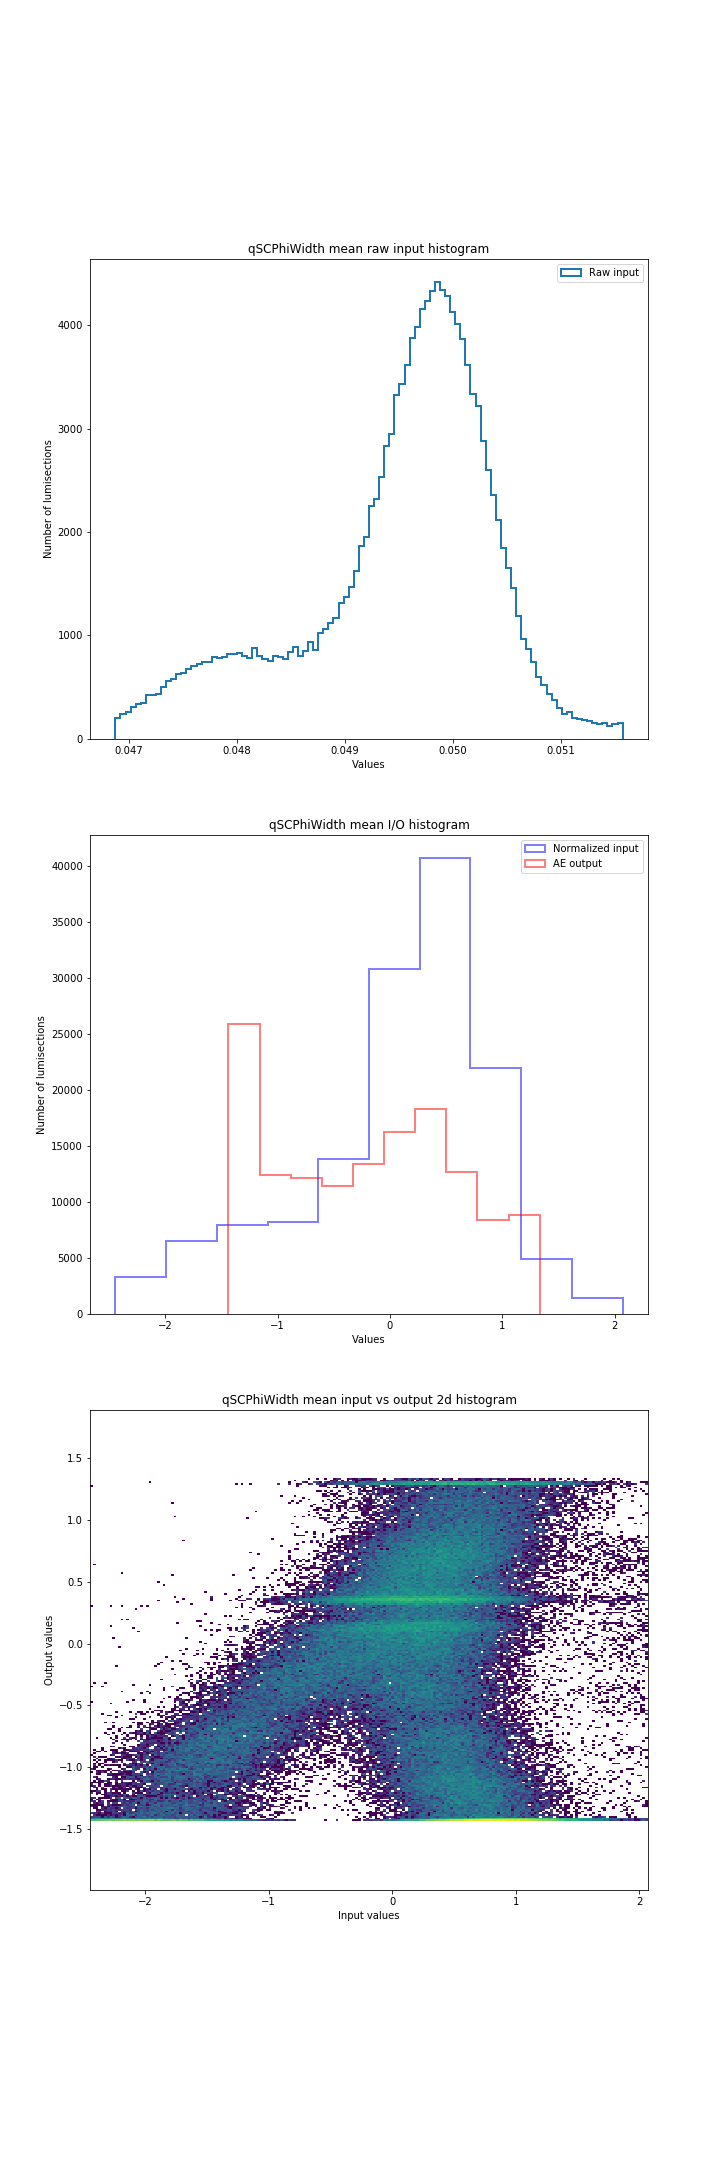 qSCPhiWidth mean raw input histogram
Raw input
4000
3000
2000
1000
0
Number of lumisections
0.047 0.048 0.049 0.050 0.051
Values
qSCPhiWidth mean I/O histogram
Normalized input
AE output
40000
35000
30000
25000
20000
15000
10000
5000
0
Number of lumisections
−2 −1 0 1 2
Values
qSCPhiWidth mean input vs output 2d histogram
1.5
1.0
0.5
0.0
−0.5
−1.0
−1.5
Output values
−2 −1 0 1 2
Input values